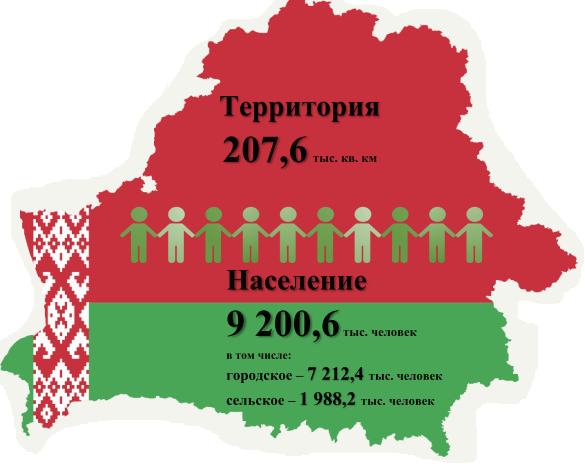 Территория
207,6 тыс. кв. км
Население
9 200,6 тыс. человек
в том числе:
городское – 7 212,4 тыс. человек
сельское – 1 988,2 тыс. человек